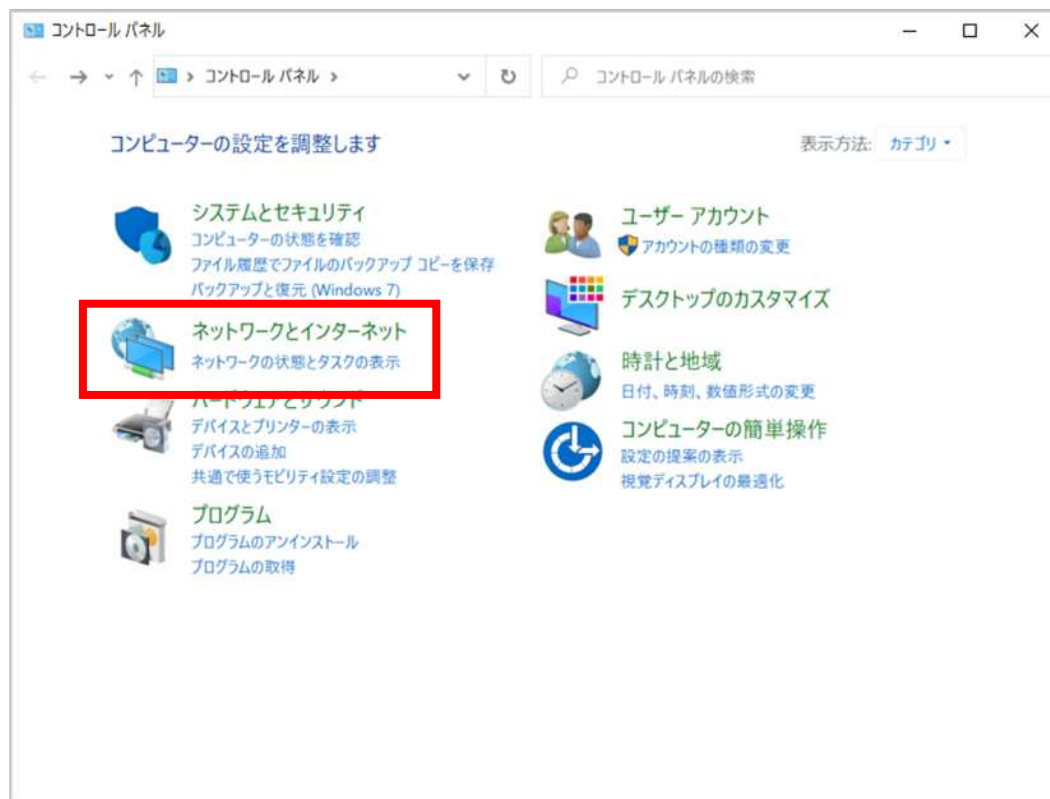 コントロール パネル
コントロール パネル
コントロール パネルの検索
コンピューターの設定を調整します
表示方法: カテゴリ
システムとセキュリティ
コンピューターの状態を確認
ファイル履歴でファイルのバックアップ コピーを保存
バックアップと復元 (Windows 7)
ネットワークとインターネット
ネットワークの状態とタスクの表示
ハードウェアとサウンド
デバイスとプリンターの表示
デバイスの追加
共通で使うモビリティ設定の調整
プログラム
プログラムのアンインストール
プログラムの取得
ユーザー アカウント
アカウントの種類の変更
デスクトップのカスタマイズ
時計と地域
日付、時刻、数値形式の変更
コンピューターの簡単操作
設定の提案の表示
視覚ディスプレイの最適化